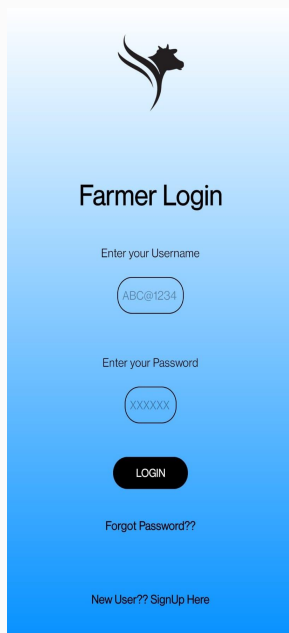 Farmer Login
Enter your Username
ABC@1234
Enter your Password
XXXXXX
LOGIN
Forgot Password??
New User?? SignUp Here